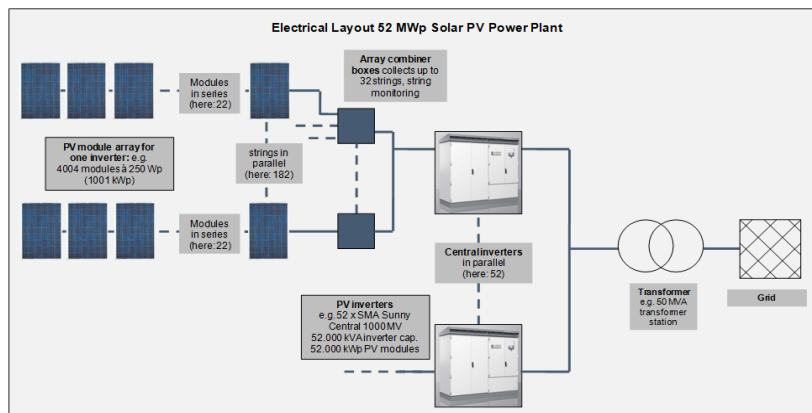 Electrical Layout 52 MWp Solar PV Power Plant
Modules
in series
(here: 22)
Array combiner
boxes collects up to
32 strings, string
monitoring
PV module array for
one inverter: e.g.
4004 modules à 250 Wp
(1001 kWp)
strings in
parallel
(here: 182)
Modules
in series
(here: 22)
Central inverters
in parallel
(here: 52)
PV inverters
e.g. 52 x SMA Sunny
Central 1000 MV
52.000 kVA inverter cap.
52.000 kWp PV modules
Transformer
e.g. 50 MVA
transformer
station
Grid